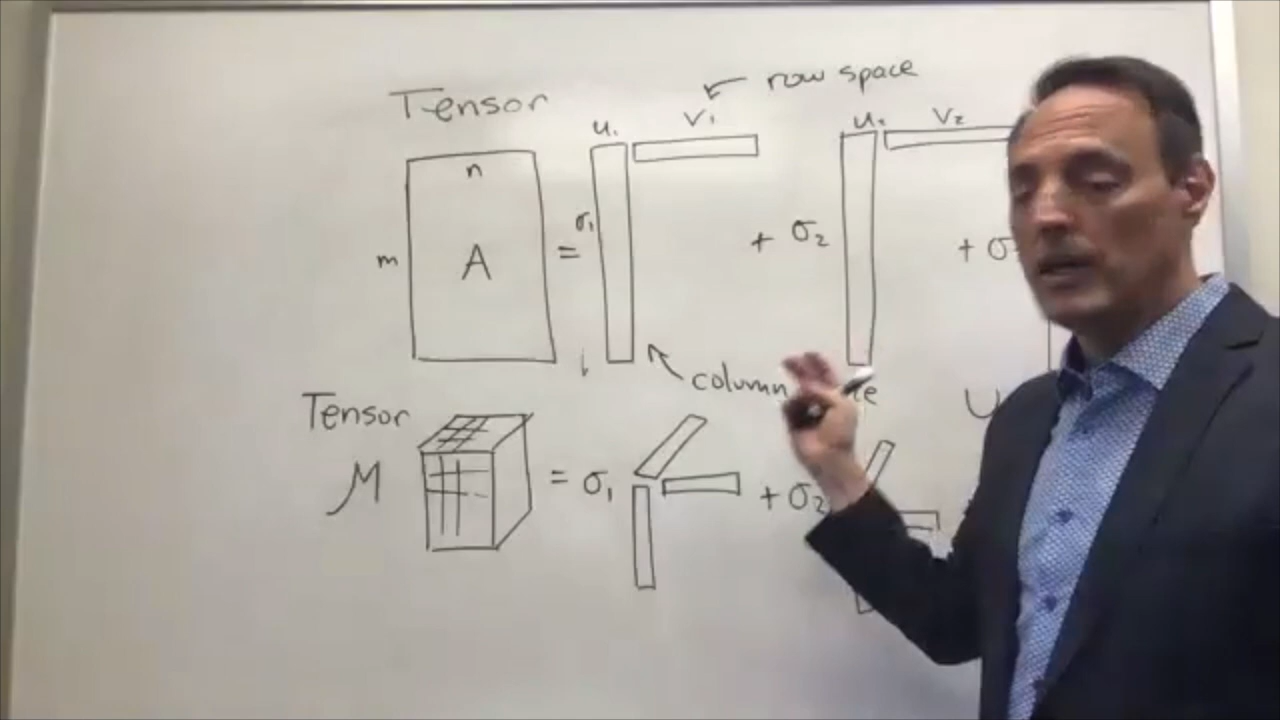 Tensor
row space
u₁ v₁ u₂ v₂
n
m A = σ₁ + σ₂ + σ
column
Tensor
M = σ₁ + σ₂